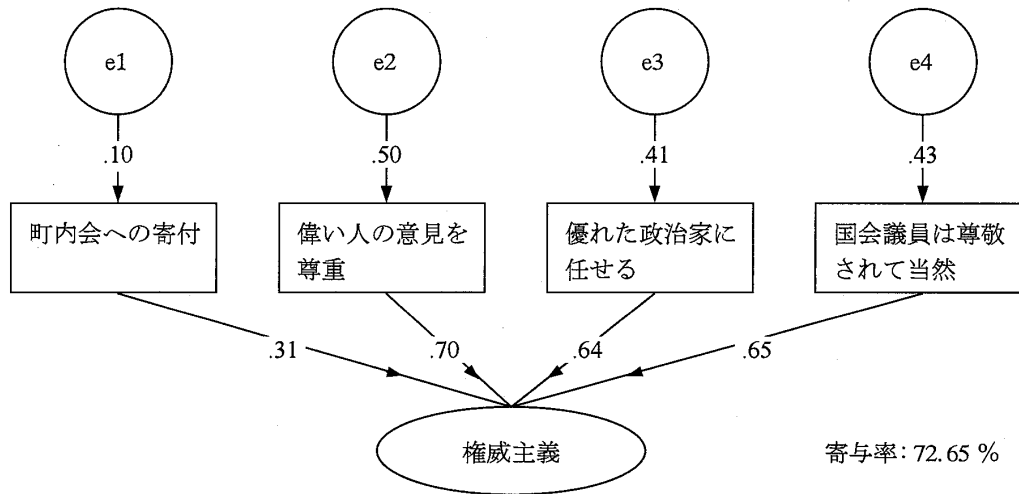 e1
e2
e3
e4
.10
.50
.41
.43
町内会への寄付
偉い人の意見を
尊重
優れた政治家に
任せる
国会議員は尊敬
されて当然
.31
.70
.64
.65
権威主義
寄与率: 72.65 %